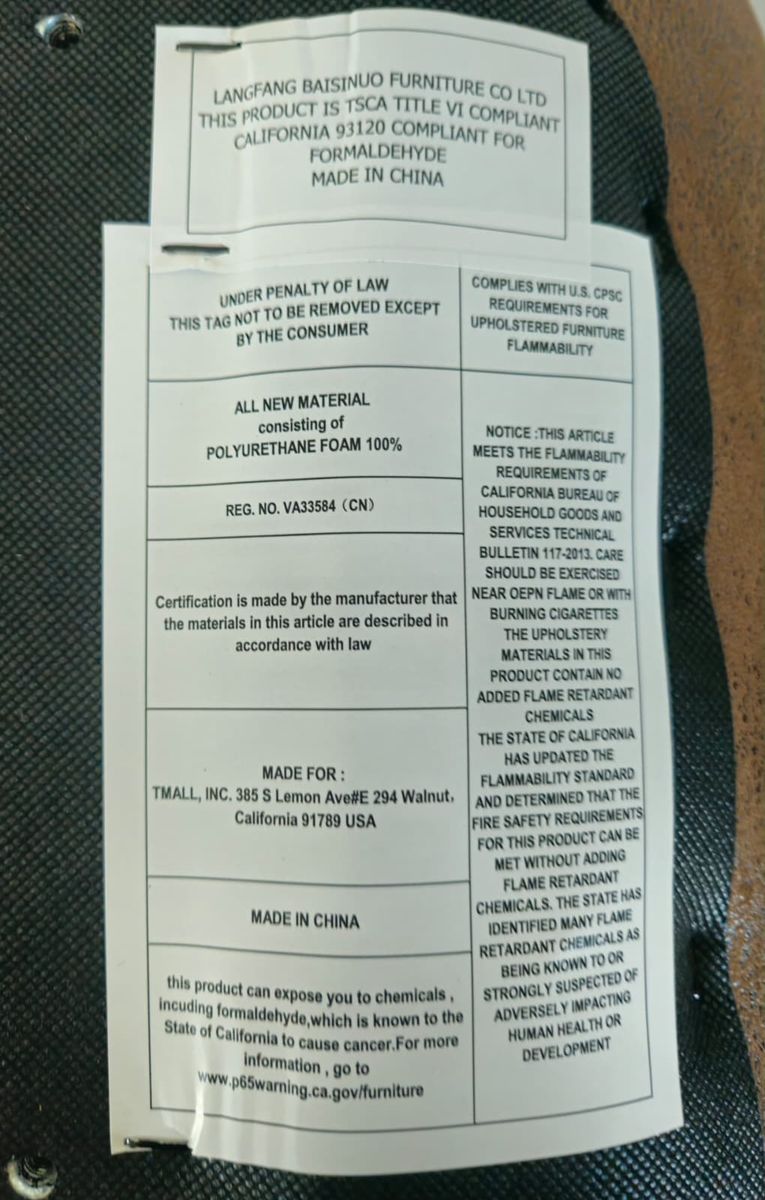 LANGFANG BAISINUO FURNITURE CO LTD
THIS PRODUCT IS TSCA TITLE VI COMPLIANT
CALIFORNIA 93120 COMPLIANT FOR
FORMALDEHYDE
MADE IN CHINA
UNDER PENALTY OF LAW
THIS TAG NOT TO BE REMOVED EXCEPT
BY THE CONSUMER
ALL NEW MATERIAL
consisting of
POLYURETHANE FOAM 100%
REG. NO. VA33584（CN）
Certification is made by the manufacturer that
the materials in this article are described in
accordance with law
MADE FOR :
TMALL, INC. 385 S Lemon Ave#E 294 Walnut,
California 91789 USA
MADE IN CHINA
this product can expose you to chemicals ,
incuding formaldehyde,which is known to the
State of California to cause cancer.For more
information , go to
www.p65warning.ca.gov/furniture
COMPLIES WITH U.S. CPSC
REQUIREMENTS FOR
UPHOLSTERED FURNITURE
FLAMMABILITY
NOTICE :THIS ARTICLE
MEETS THE FLAMMABILITY
REQUIREMENTS OF
CALIFORNIA BUREAU OF
HOUSEHOLD GOODS AND
SERVICES TECHNICAL
BULLETIN 117-2013. CARE
SHOULD BE EXERCISED
NEAR OEPN FLAME OR WITH
BURNING CIGARETTES
THE UPHOLSTERY
MATERIALS IN THIS
PRODUCT CONTAIN NO
ADDED FLAME RETARDANT
CHEMICALS
THE STATE OF CALIFORNIA
HAS UPDATED THE
FLAMMABILITY STANDARD
AND DETERMINED THAT THE
FIRE SAFETY REQUIREMENTS
FOR THIS PRODUCT CAN BE
MET WITHOUT ADDING
FLAME RETARDANT
CHEMICALS. THE STATE HAS
IDENTIFIED MANY FLAME
RETARDANT CHEMICALS AS
BEING KNOWN TO OR
STRONGLY SUSPECTED OF
ADVERSELY IMPACTING
HUMAN HEALTH OR
DEVELOPMENT